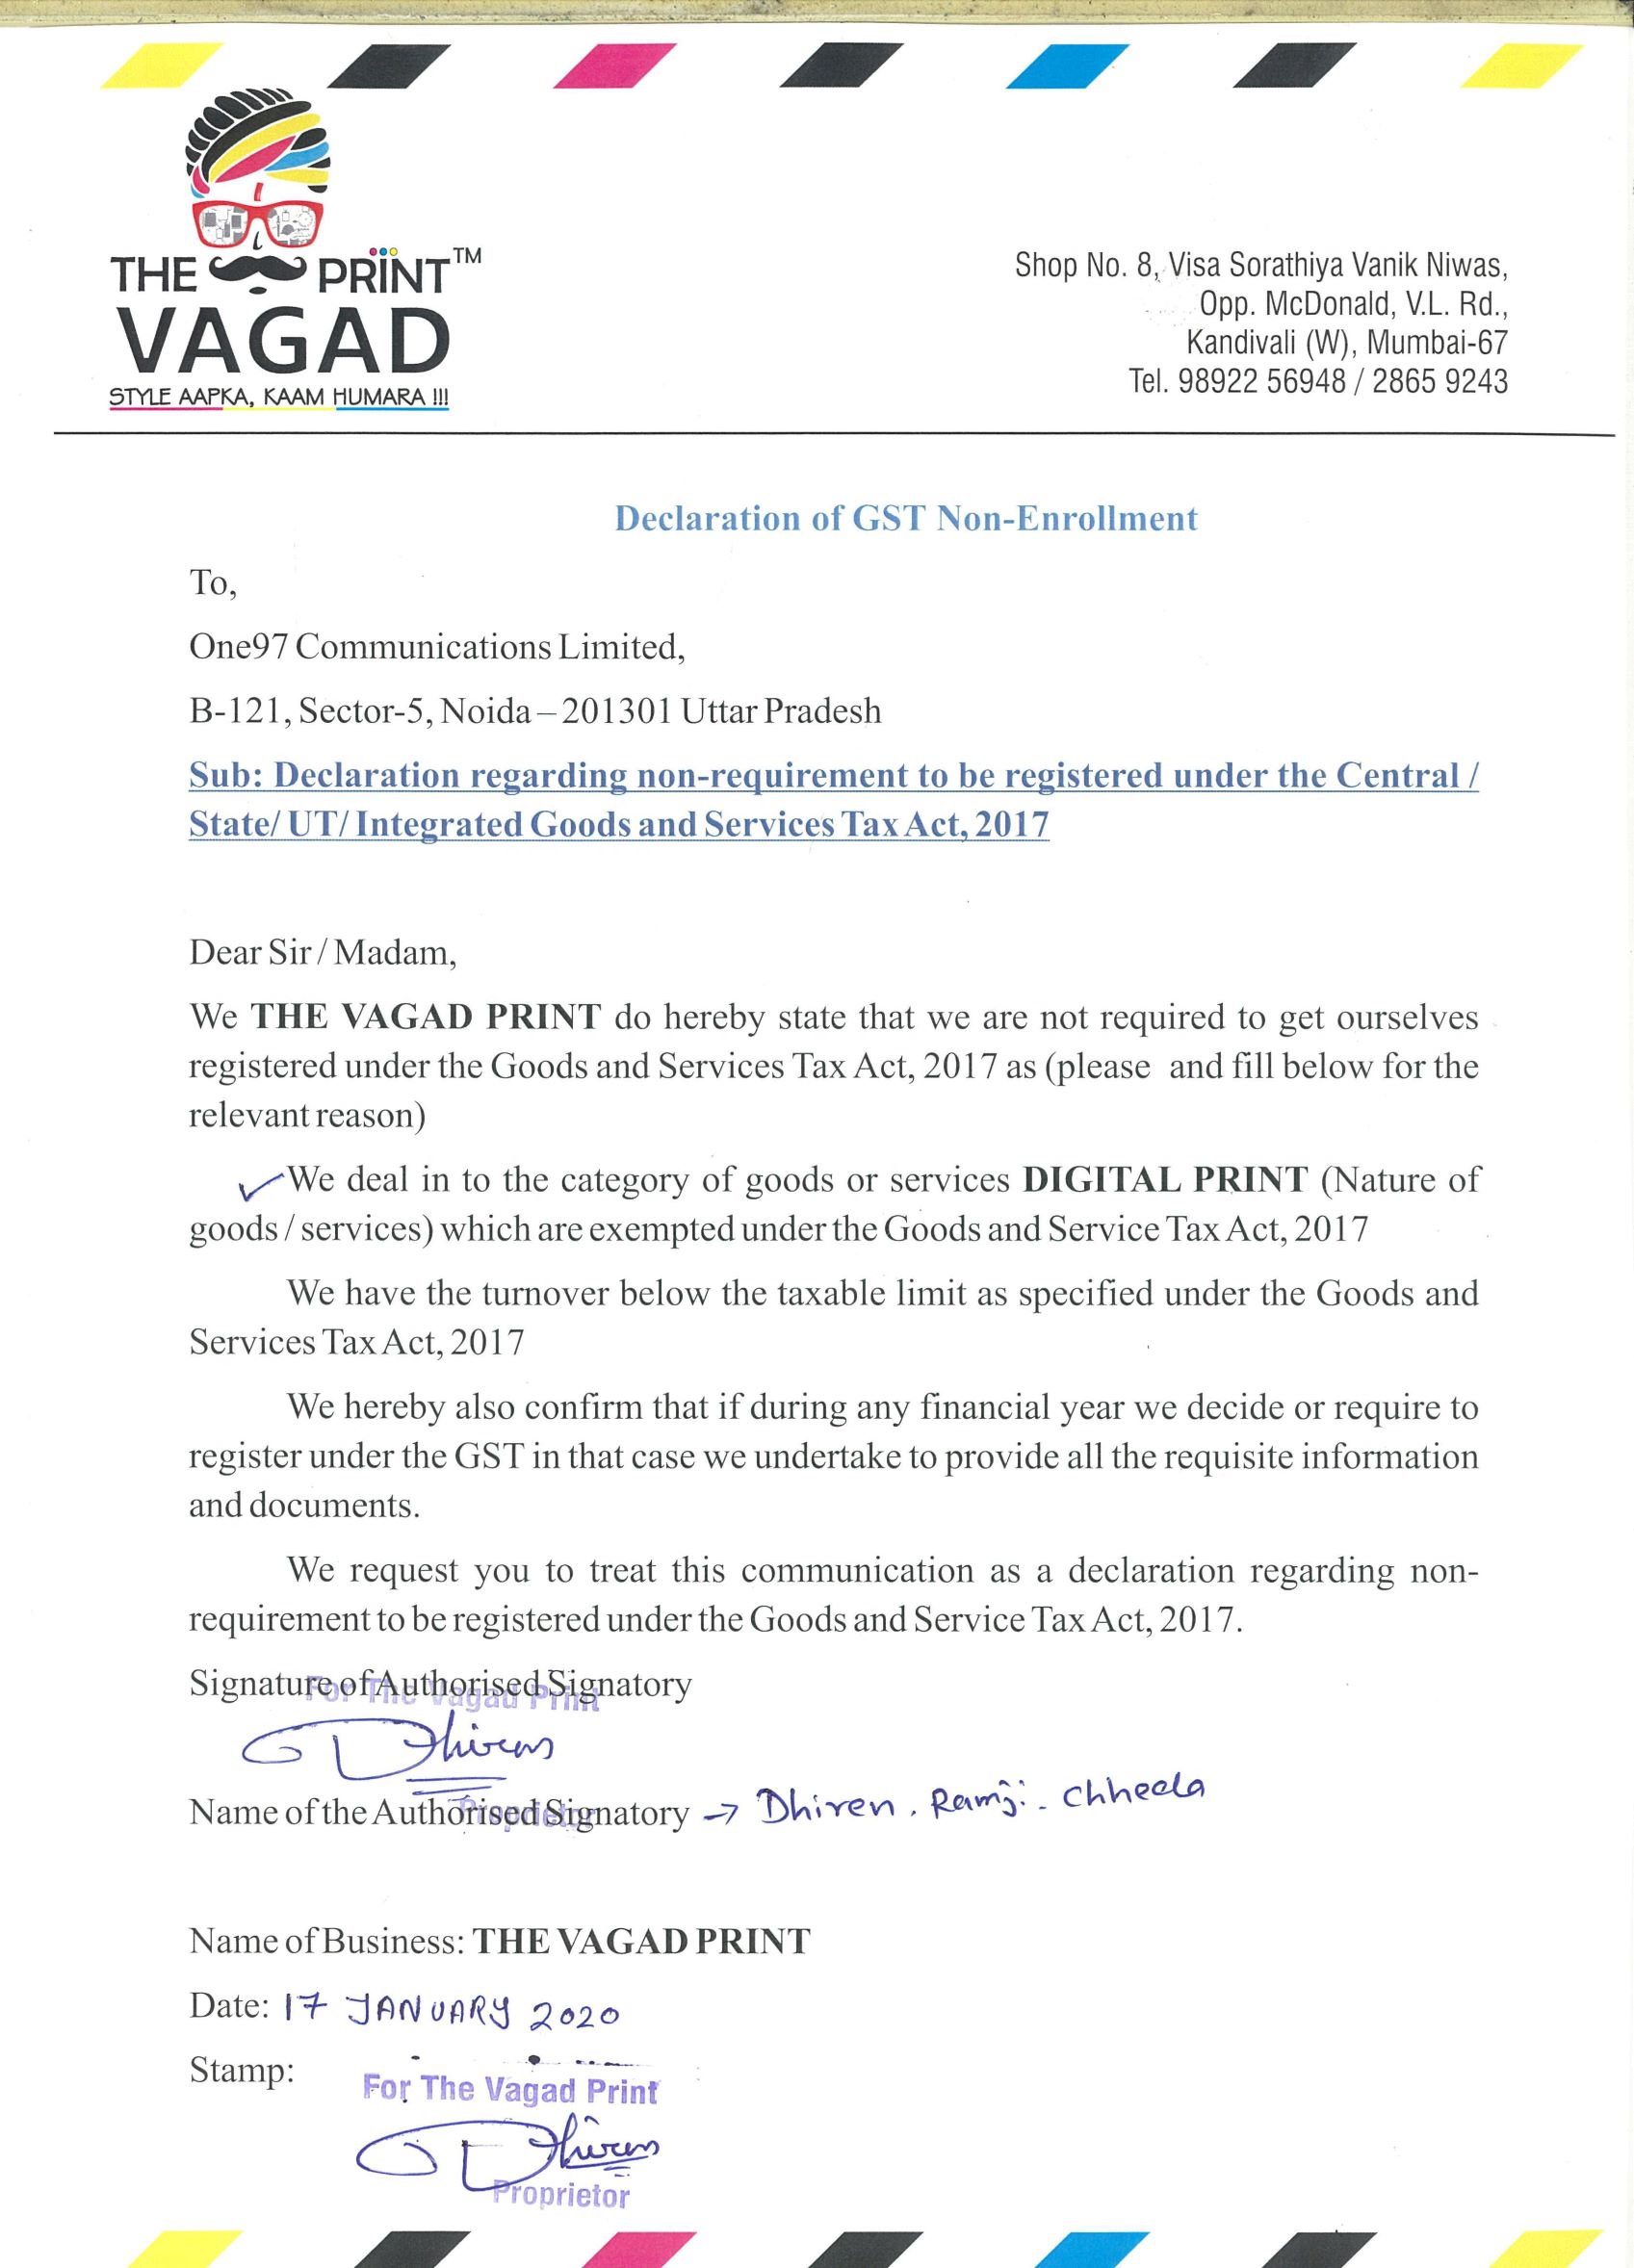 THE PRINT™
VAGAD
STYLE AAPKA, KAAM HUMARA !!!
Shop No. 8, Visa Sorathiya Vanik Niwas,
Opp. McDonald, V.L. Rd.,
Kandivali (W), Mumbai-67
Tel. 98922 56948 / 2865 9243
Declaration of GST Non-Enrollment
To,
One97 Communications Limited,
B-121, Sector-5, Noida – 201301 Uttar Pradesh
Sub: Declaration regarding non-requirement to be registered under the Central /
State/ UT/ Integrated Goods and Services Tax Act, 2017
Dear Sir / Madam,
We THE VAGAD PRINT do hereby state that we are not required to get ourselves
registered under the Goods and Services Tax Act, 2017 as (please and fill below for the
relevant reason)
We deal in to the category of goods or services DIGITAL PRINT (Nature of
goods / services) which are exempted under the Goods and Service Tax Act, 2017
We have the turnover below the taxable limit as specified under the Goods and
Services Tax Act, 2017
We hereby also confirm that if during any financial year we decide or require to
register under the GST in that case we undertake to provide all the requisite information
and documents.
We request you to treat this communication as a declaration regarding non-
requirement to be registered under the Goods and Service Tax Act, 2017.
Signature of Authorised Signatory
For The Vagad Print
Dhiren
Proprietor
Name of the Authorised Signatory → Dhiren. Ramji. Chheda
Name of Business: THE VAGAD PRINT
Date: 17 JANUARY 2020
Stamp:
For The Vagad Print
Dhiren
Proprietor